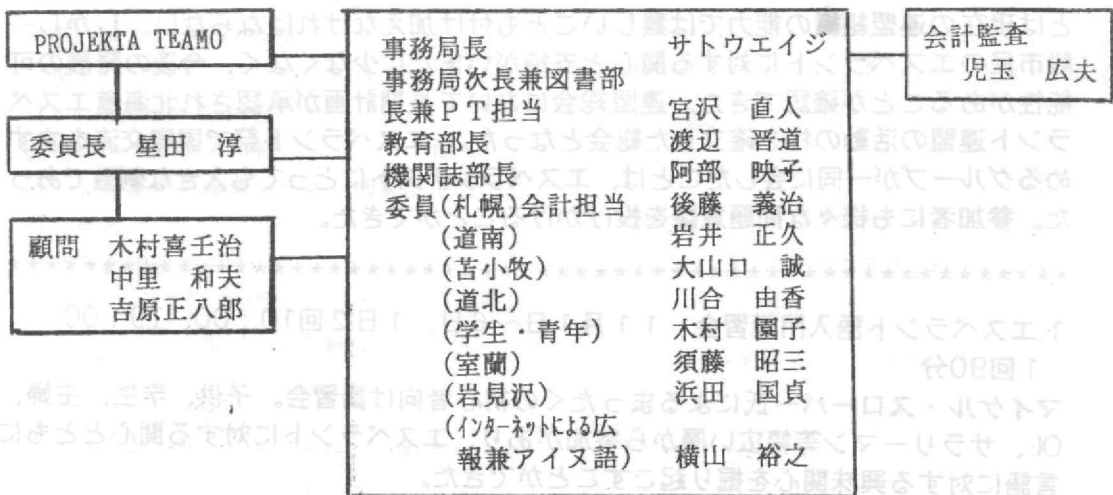 PROJEKTA TEAMO
委員長　星田　淳
顧問　木村喜壬治
中里　和夫
吉原正八郎
事務局長　サトウエイジ
事務局次長兼図書部
長兼ＰＴ担当　宮沢　直人
教育部長　渡辺　晋道
機関誌部長　阿部　映子
委員(札幌)会計担当　後藤　義治
(道南)　岩井　正久
(苫小牧)　大山口　誠
(道北)　川合　由香
(学生・青年)　木村　園子
(室蘭)　須藤　昭三
(岩見沢)　浜田　国貞
(インターネットによる広
報兼アイヌ語)　横山　裕之
会計監査
児玉　広夫